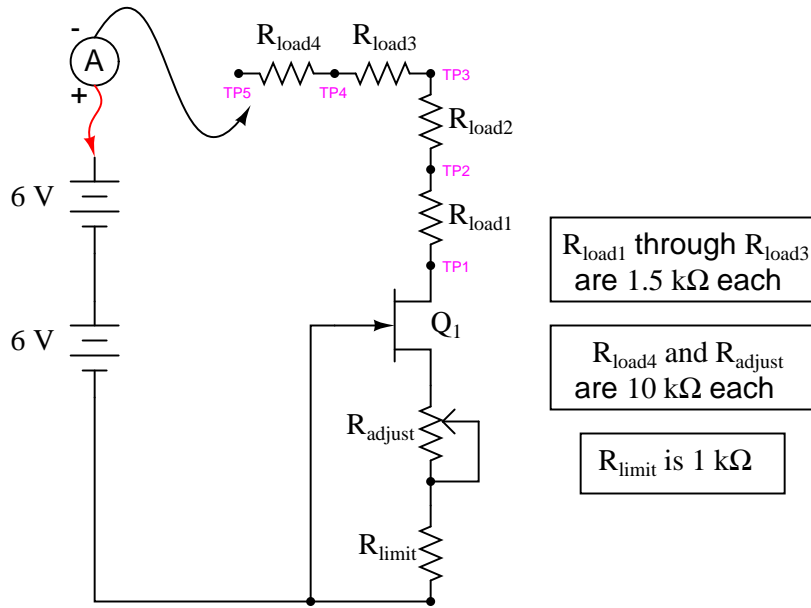 -
A
+
Rload4
Rload3
TP5
TP4
TP3
Rload2
TP2
6 V
Rload1
TP1
Q1
6 V
Radjust
Rlimit
Rload1 through Rload3
are 1.5 kΩ each
Rload4 and Radjust
are 10 kΩ each
Rlimit is 1 kΩ